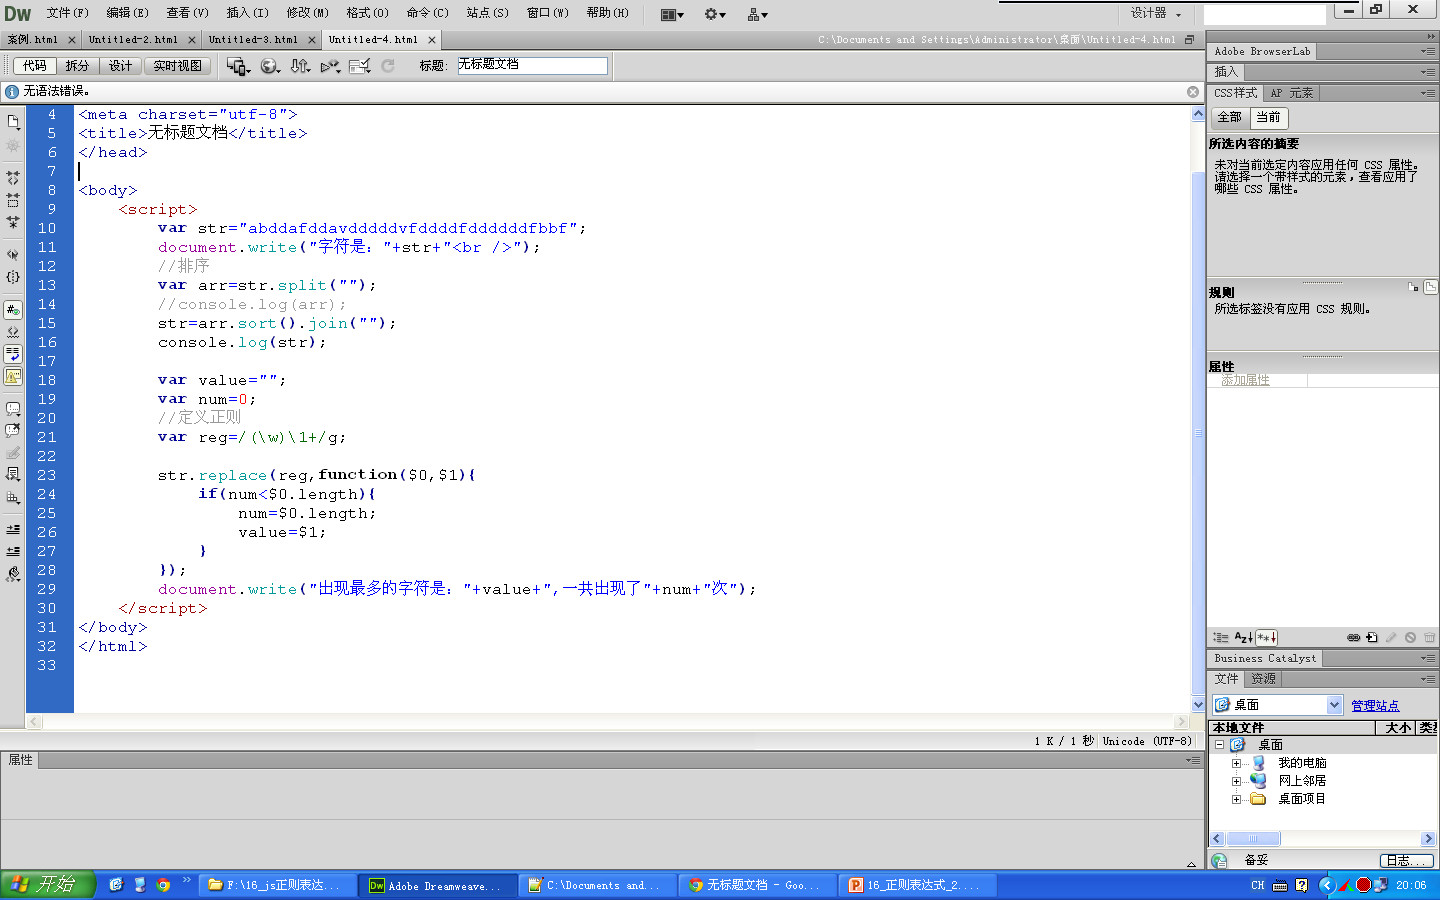 Dw 文件(F) 编辑(E) 查看(V) 插入(I) 修改(M) 格式(O) 命令(C) 站点(S) 窗口(W) 帮助(H) 设计器
案例.html Untitled-2.html Untitled-3.html Untitled-4.html C:\Documents and Settings\Administrator\桌面\Untitled-4.html
代码 拆分 设计 实时视图 标题: 无标题文档
无语法错误。
4 <meta charset="utf-8">
5 <title>无标题文档</title>
6 </head>
7
8 <body>
9 <script>
10 var str="abddafddavdddddvfddddfddddddfbbf";
11 document.write("字符是："+str+"<br />");
12 //排序
13 var arr=str.split("");
14 //console.log(arr);
15 str=arr.sort().join("");
16 console.log(str);
17
18 var value="";
19 var num=0;
20 //定义正则
21 var reg=/(\w)\1+/g;
22
23 str.replace(reg,function($0,$1){
24 if(num<$0.length){
25 num=$0.length;
26 value=$1;
27 }
28 });
29 document.write("出现最多的字符是："+value+",一共出现了"+num+"次");
30 </script>
31 </body>
32 </html>
33
1 K / 1 秒 Unicode (UTF-8)
属性
Adobe BrowserLab
插入
CSS样式 AP 元素
全部 当前
所选内容的摘要
未对当前选定内容应用任何 CSS 属性。
请选择一个带样式的元素，查看应用了
哪些 CSS 属性。
规则
所选标签没有应用 CSS 规则。
属性
添加属性
Business Catalyst
文件 资源
桌面 管理站点
本地文件 大小 类
桌面
我的电脑
网上邻居
桌面项目
备妥 日志...
开始 F:\16_js正则表达... Adobe Dreamweave... C:\Documents and... 无标题文档 - Goo... 16_正则表达式_2.... CH 20:06